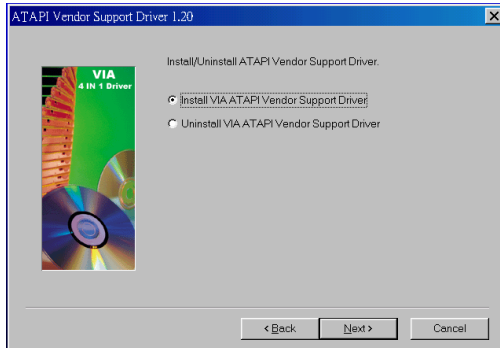 ATAPI Vendor Support Driver 1.20
Install/Uninstall ATAPI Vendor Support Driver.
VIA
4 IN 1 Driver
Install VIA ATAPI Vendor Support Driver
Uninstall VIA ATAPI Vendor Support Driver
< Back
Next >
Cancel